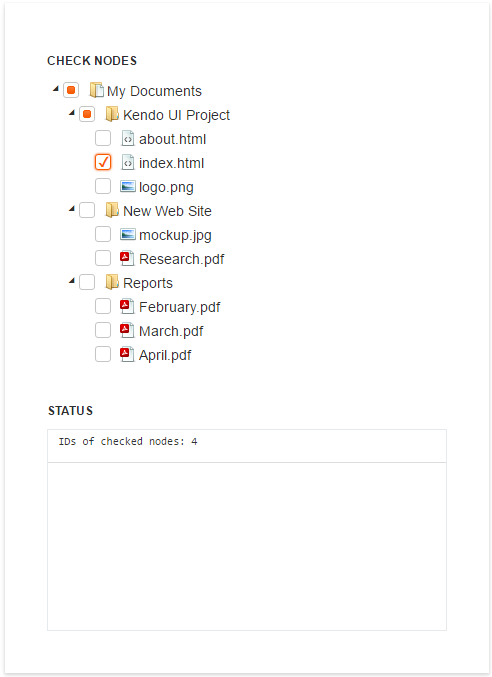 CHECK NODES
My Documents
Kendo UI Project
about.html
index.html
logo.png
New Web Site
mockup.jpg
Research.pdf
Reports
February.pdf
March.pdf
April.pdf
STATUS
IDs of checked nodes: 4